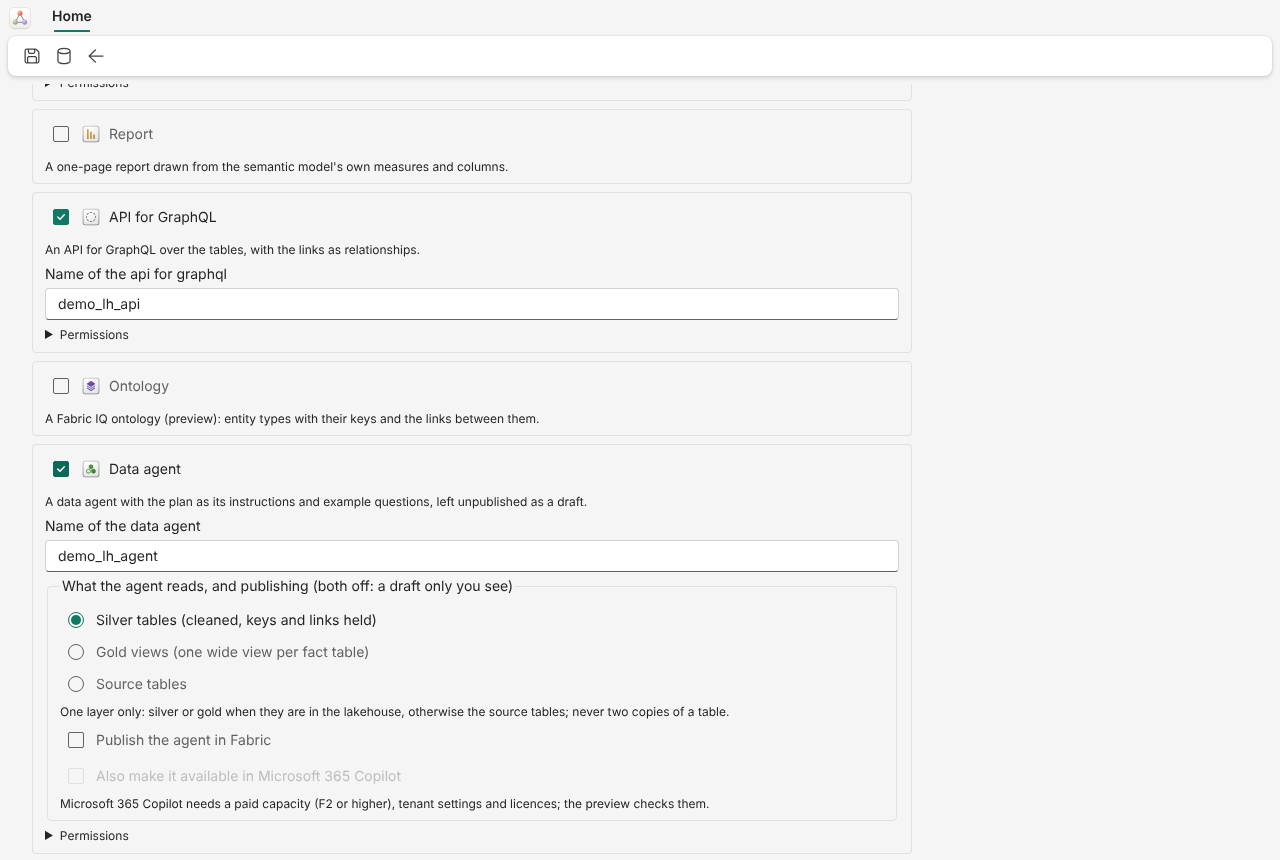 Home
Permissions
Report
A one-page report drawn from the semantic model's own measures and columns.
API for GraphQL
An API for GraphQL over the tables, with the links as relationships.
Name of the api for graphql
demo_lh_api
Permissions
Ontology
A Fabric IQ ontology (preview): entity types with their keys and the links between them.
Data agent
A data agent with the plan as its instructions and example questions, left unpublished as a draft.
Name of the data agent
demo_lh_agent
What the agent reads, and publishing (both off: a draft only you see)
Silver tables (cleaned, keys and links held)
Gold views (one wide view per fact table)
Source tables
One layer only: silver or gold when they are in the lakehouse, otherwise the source tables; never two copies of a table.
Publish the agent in Fabric
Also make it available in Microsoft 365 Copilot
Microsoft 365 Copilot needs a paid capacity (F2 or higher), tenant settings and licences; the preview checks them.
Permissions